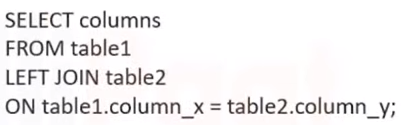 SELECT columns
FROM table1
LEFT JOIN table2
ON table1.column_x = table2.column_y;